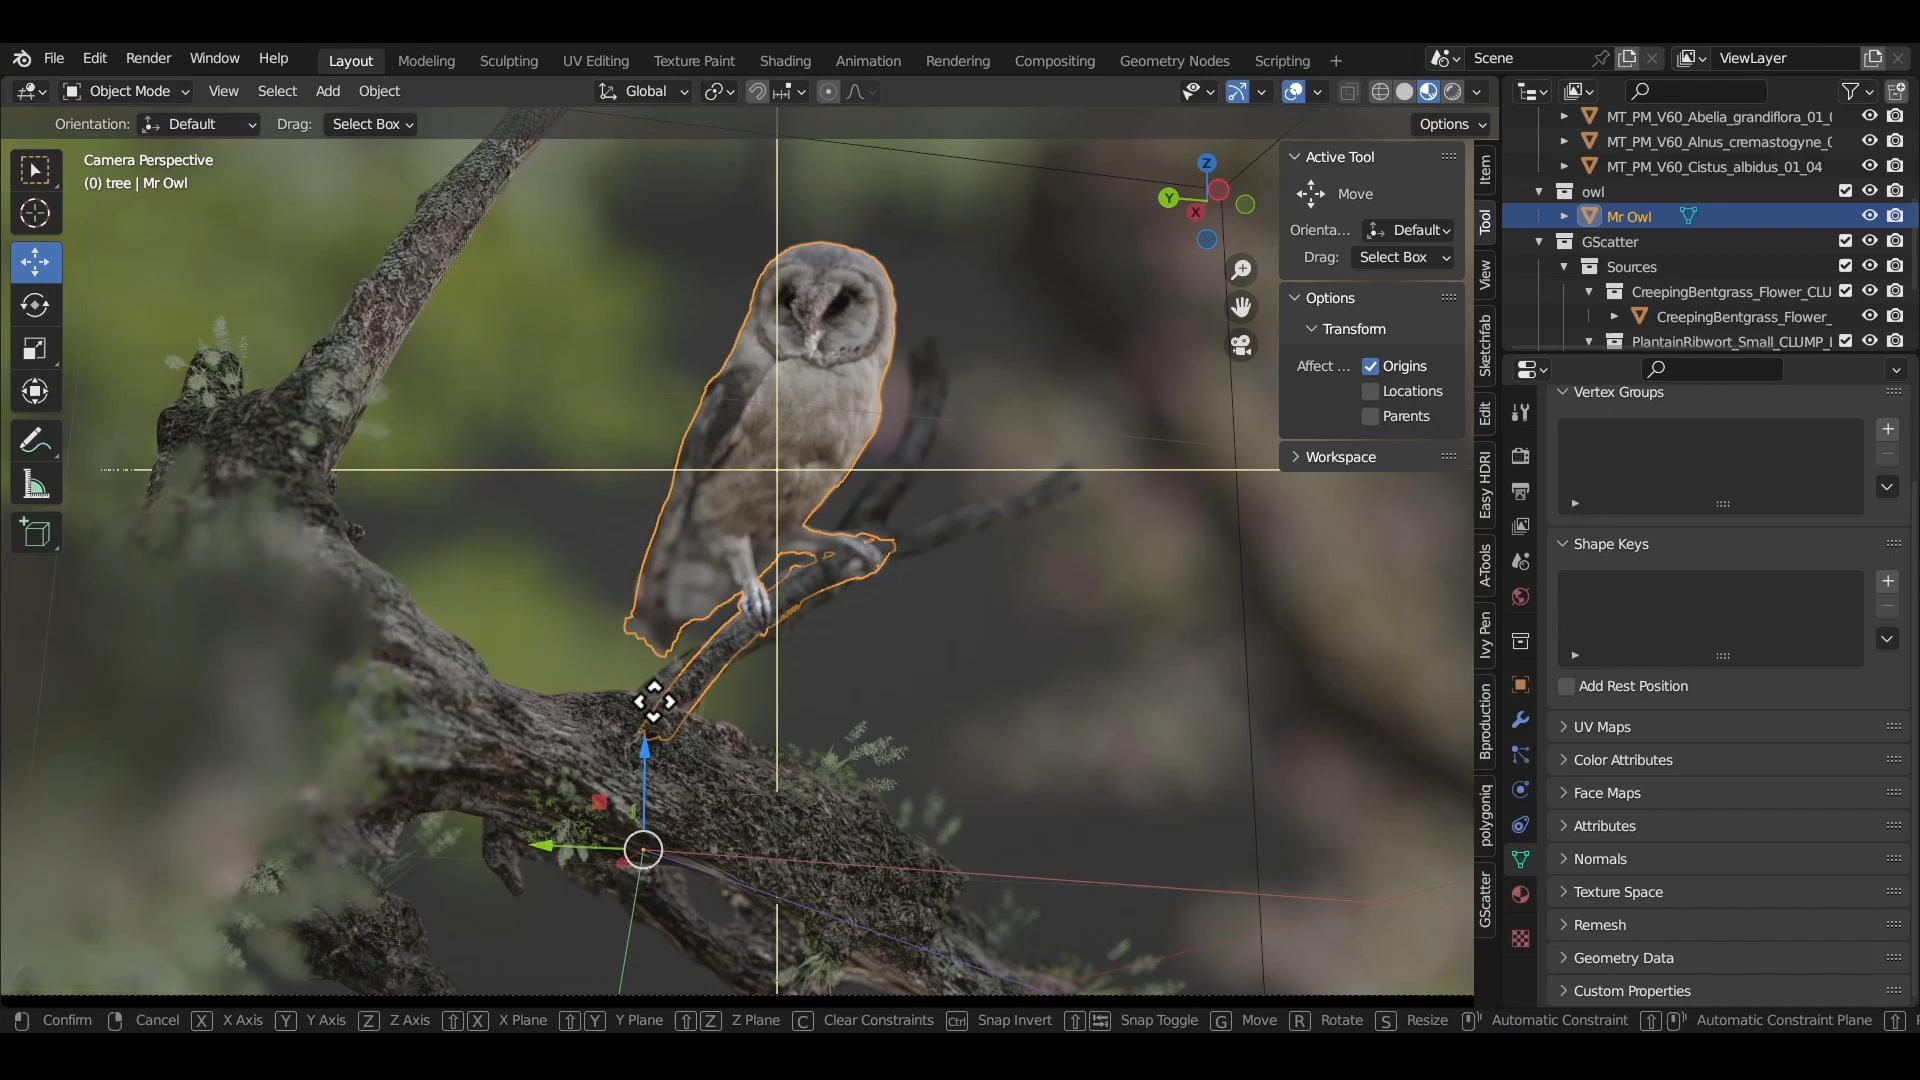 File Edit Render Window Help Layout Modeling Sculpting UV Editing Texture Paint Shading Animation Rendering Compositing Geometry Nodes Scripting + Scene ViewLayer
Object Mode View Select Add Object Global
Orientation: Default Drag: Select Box Options
Camera Perspective
(0) tree | Mr Owl
Z
Y
X
Active Tool
Move
Orienta... Default
Drag: Select Box
Options
Transform
Affect ... Origins
Locations
Parents
Workspace
Item
Tool
View
Sketchfab
Edit
Easy HDRI
A-Tools
Ivy Pen
Bproduction
polygoniq
GScatter
MT_PM_V60_Abelia_grandiflora_01_(
MT_PM_V60_Alnus_cremastogyne_0
MT_PM_V60_Cistus_albidus_01_04
owl
Mr Owl
GScatter
Sources
CreepingBentgrass_Flower_CLU
CreepingBentgrass_Flower_
PlantainRibwort_Small_CLUMP_
Vertex Groups
Shape Keys
Add Rest Position
UV Maps
Color Attributes
Face Maps
Attributes
Normals
Texture Space
Remesh
Geometry Data
Custom Properties
Confirm Cancel X X Axis Y Y Axis Z Z Axis X X Plane Y Y Plane Z Z Plane C Clear Constraints Ctrl Snap Invert Snap Toggle G Move R Rotate S Resize Automatic Constraint Automatic Constraint Plane